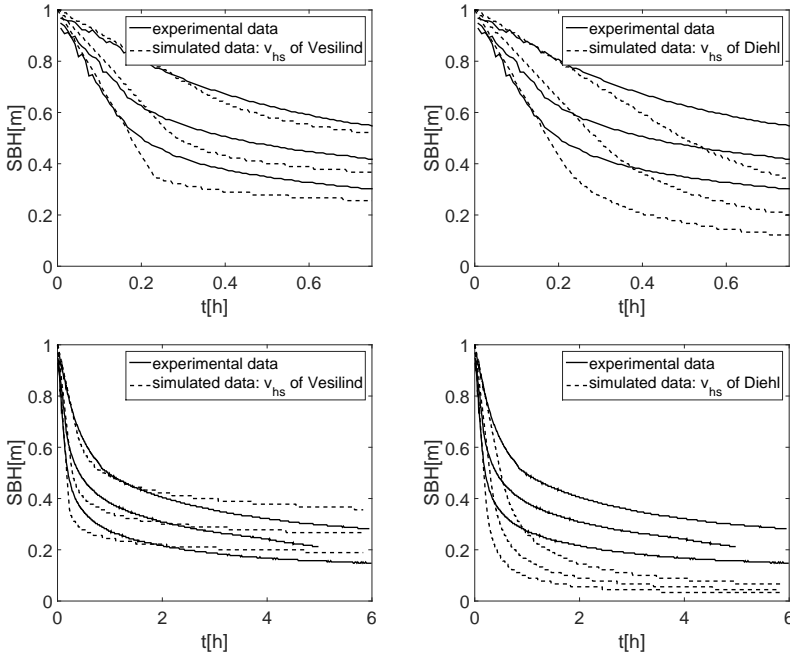 1
0.8
0.6
0.4
0.2
0
SBH[m]
0 0.2 0.4 0.6
t[h]
experimental data
simulated data: v_hs of Vesilind
1
0.8
0.6
0.4
0.2
0
SBH[m]
0 0.2 0.4 0.6
t[h]
experimental data
simulated data: v_hs of Diehl
1
0.8
0.6
0.4
0.2
0
SBH[m]
0 2 4 6
t[h]
experimental data
simulated data: v_hs of Vesilind
1
0.8
0.6
0.4
0.2
0
SBH[m]
0 2 4 6
t[h]
experimental data
simulated data: v_hs of Diehl